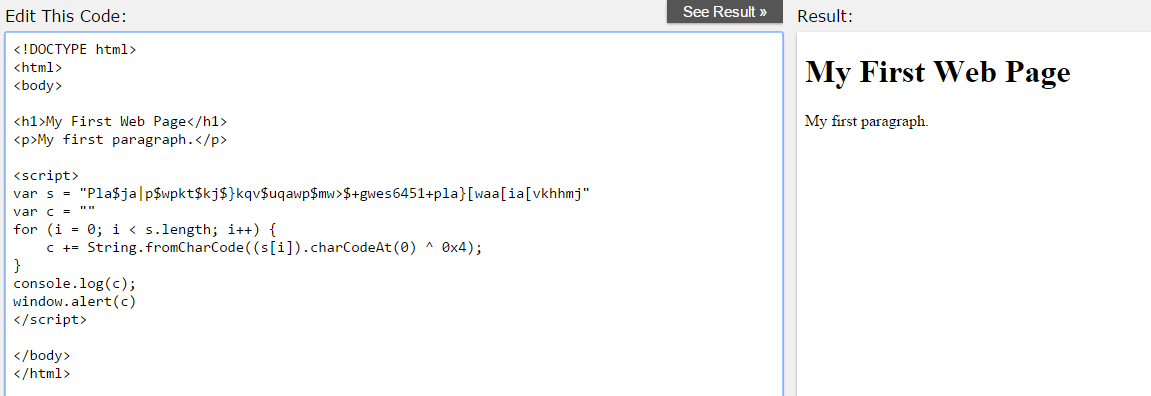 Edit This Code:
See Result »
Result:
<!DOCTYPE html>
<html>
<body>
<h1>My First Web Page</h1>
<p>My first paragraph.</p>
<script>
var s = "Pla$ja|p$wpkt$kj$}kqv$uqawp$mw>$+gwes6451+pla}[waa[ia[vkhhmj"
var c = ""
for (i = 0; i < s.length; i++) {
    c += String.fromCharCode((s[i]).charCodeAt(0) ^ 0x4);
}
console.log(c);
window.alert(c)
</script>
</body>
</html>
My First Web Page
My first paragraph.